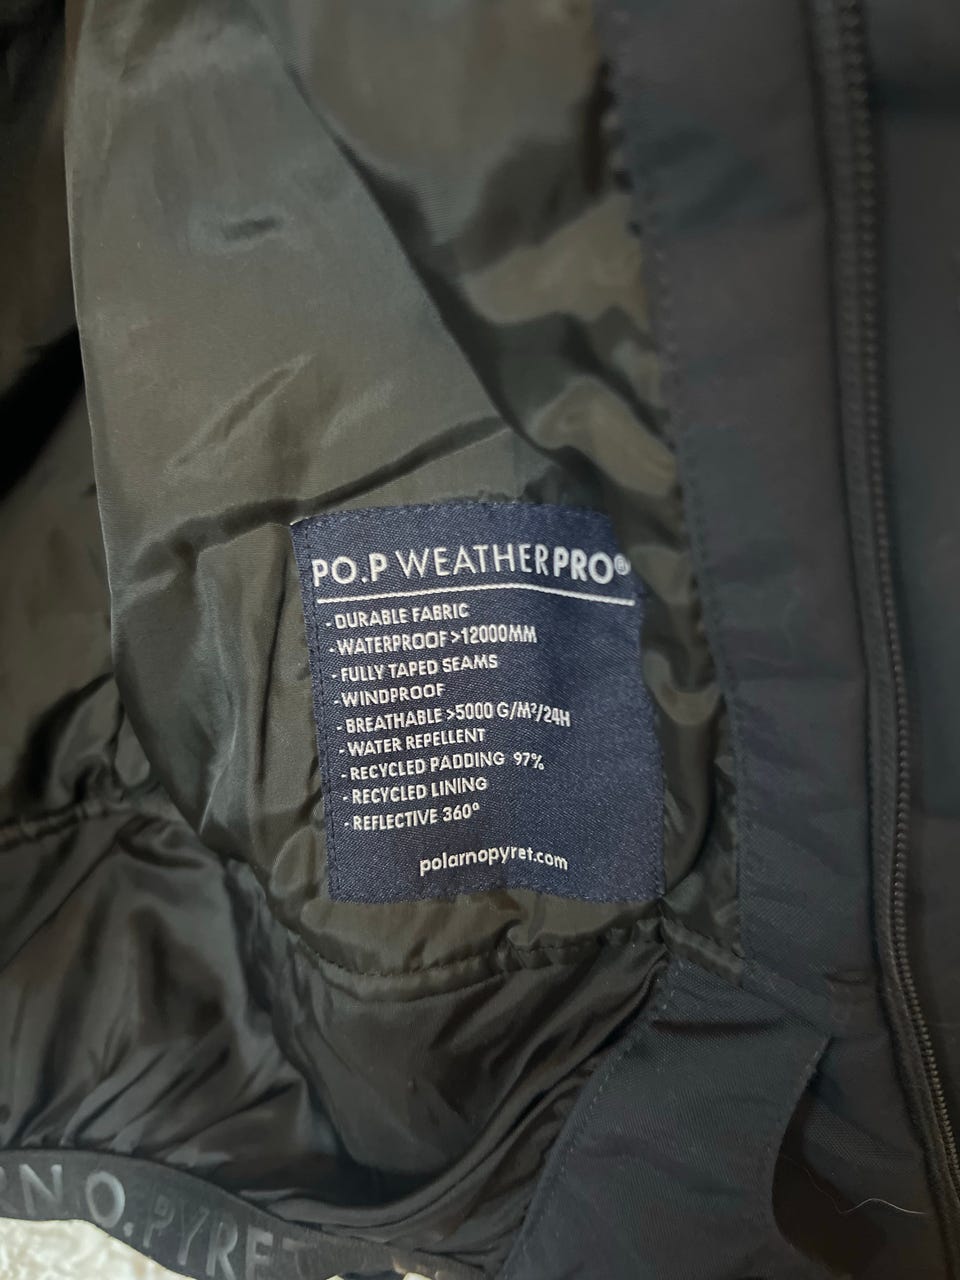 PO.P WEATHERPRO®
- DURABLE FABRIC
- WATERPROOF >12000MM
- FULLY TAPED SEAMS
- WINDPROOF
- BREATHABLE >5000 G/M²/24H
- WATER REPELLENT
- RECYCLED PADDING 97%
- RECYCLED LINING
- REFLECTIVE 360°
polarnopyret.com
RN O. PYRET